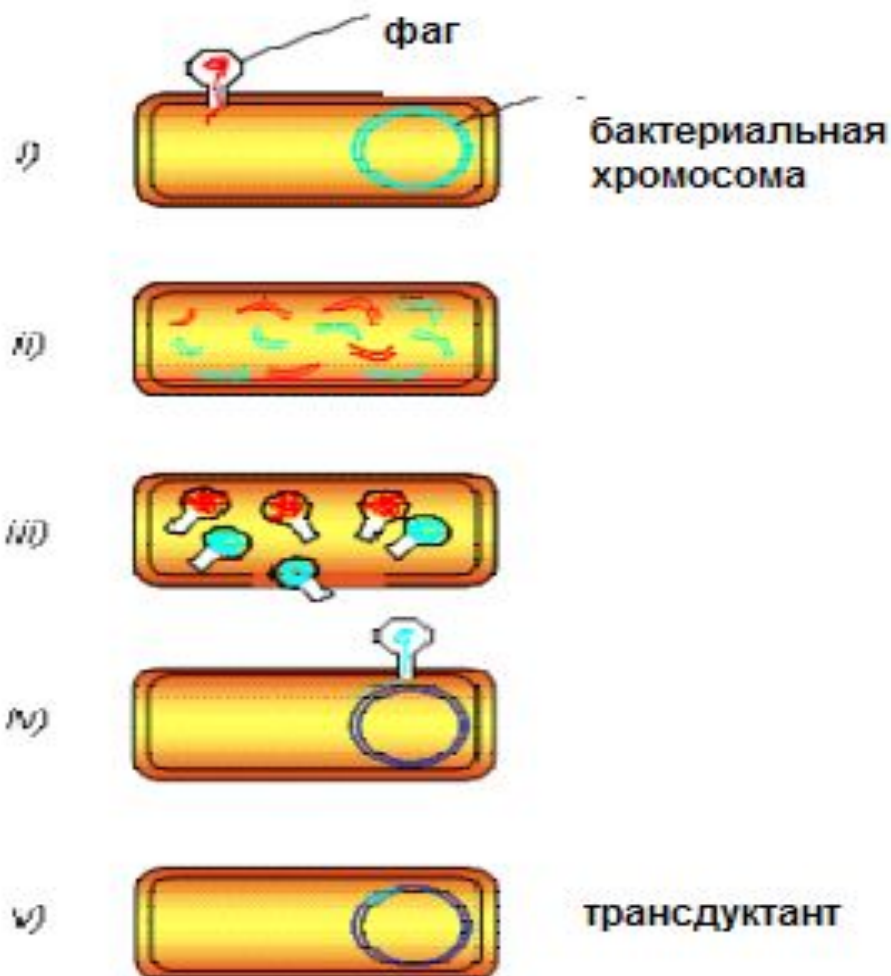 фаг
i)
бактериальная
хромосома
ii)
iii)
iv)
v)
трансдуктант